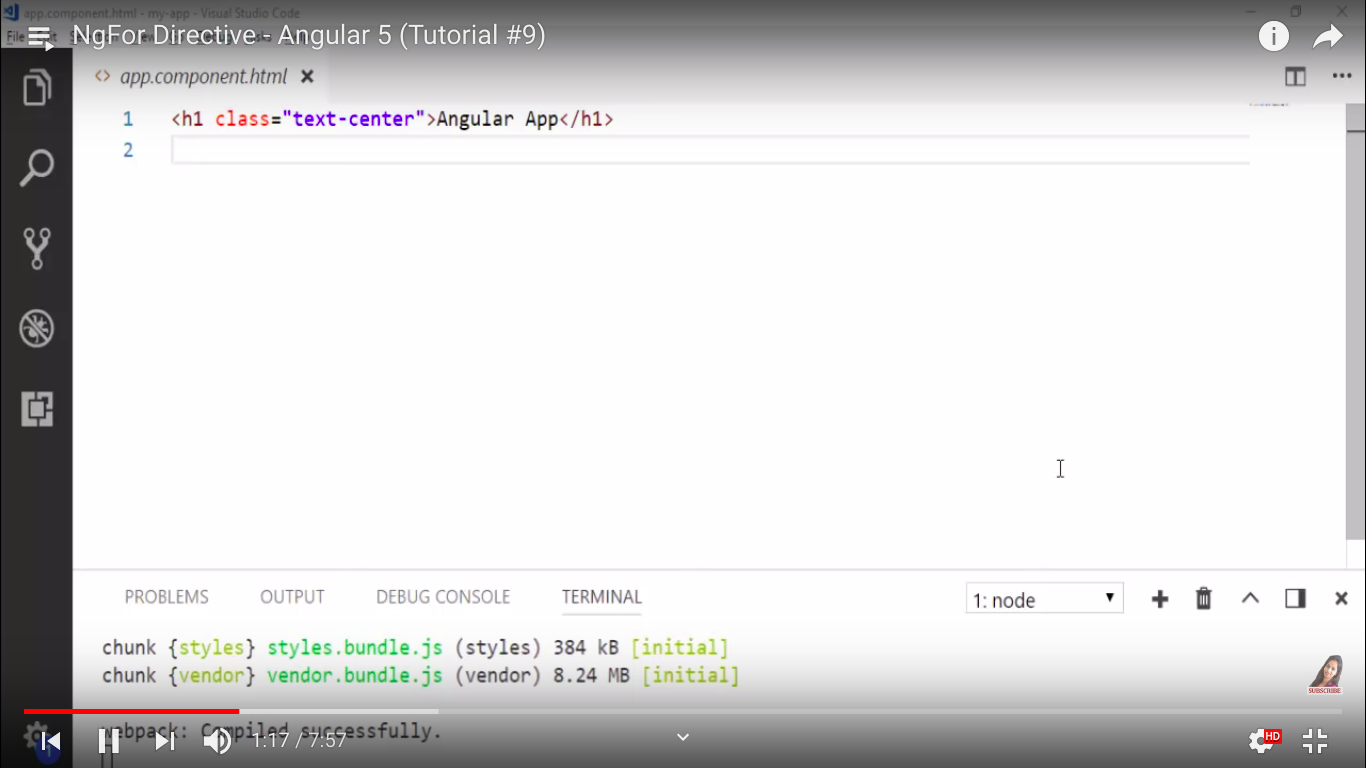 app.component.html - my-app - Visual Studio Code
File
NgFor Directive - Angular 5 (Tutorial #9)
app.component.html
1 <h1 class="text-center">Angular App</h1>
2
PROBLEMS OUTPUT DEBUG CONSOLE TERMINAL 1: node
chunk {styles} styles.bundle.js (styles) 384 kB [initial]
chunk {vendor} vendor.bundle.js (vendor) 8.24 MB [initial]
SUBSCRIBE
webpack: Compiled successfully.
1:17 / 7:57
HD
1